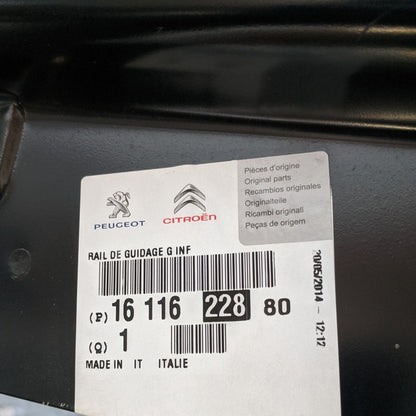 PEUGEOT
CITROËN
Pièces d'origine
Original parts
Recambios originales
Originalteile
Ricambi originali
Peças de origem
RAIL DE GUIDAGE G INF
(P) 16 116 228 80
(Q) 1
MADE IN IT ITALIE
20/05/2014 - 12:12